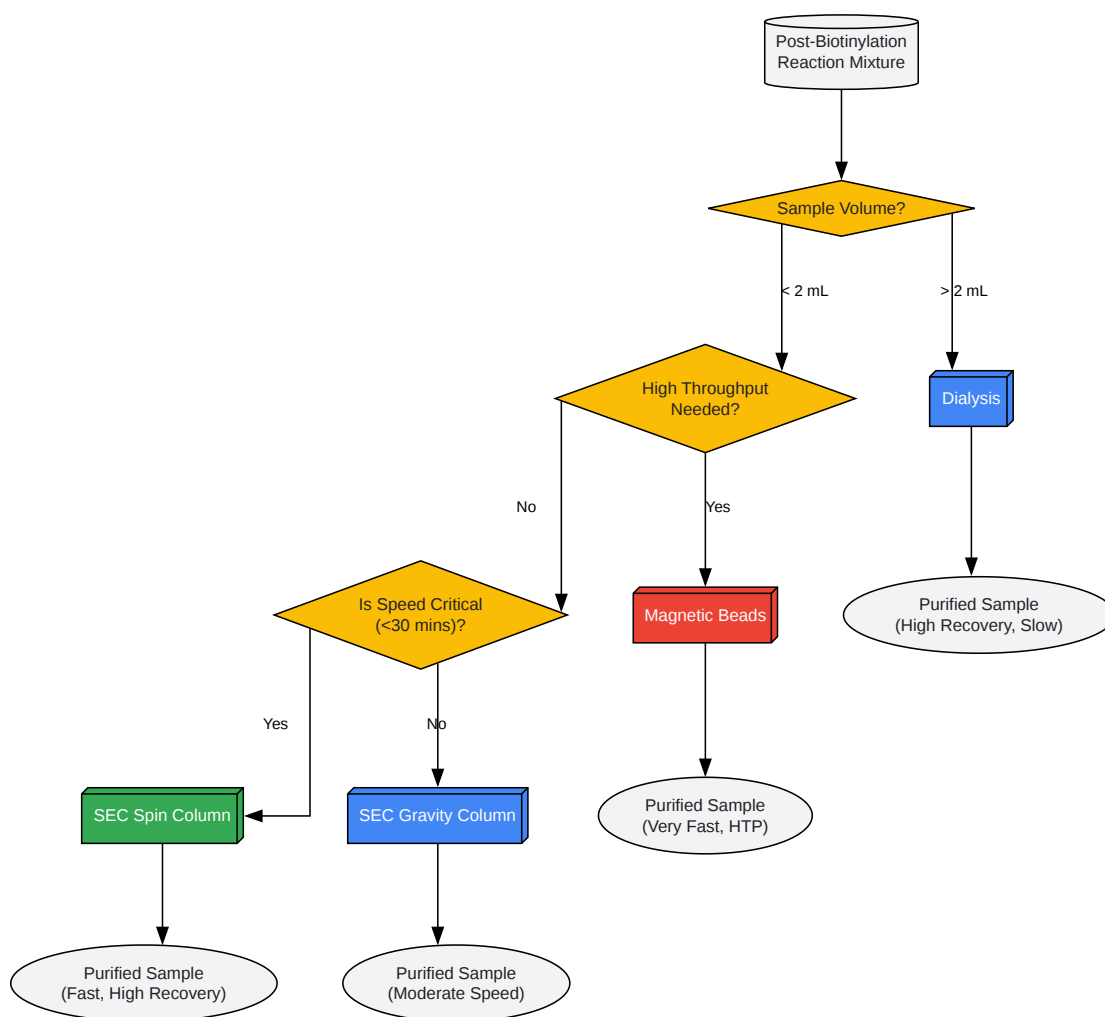 Post-Biotinylation
Reaction Mixture
Sample Volume?
< 2 mL
> 2 mL
High Throughput
Needed?
Dialysis
No
Yes
Is Speed Critical
(<30 mins)?
Magnetic Beads
Purified Sample
(High Recovery, Slow)
Yes
No
SEC Spin Column
SEC Gravity Column
Purified Sample
(Very Fast, HTP)
Purified Sample
(Fast, High Recovery)
Purified Sample
(Moderate Speed)